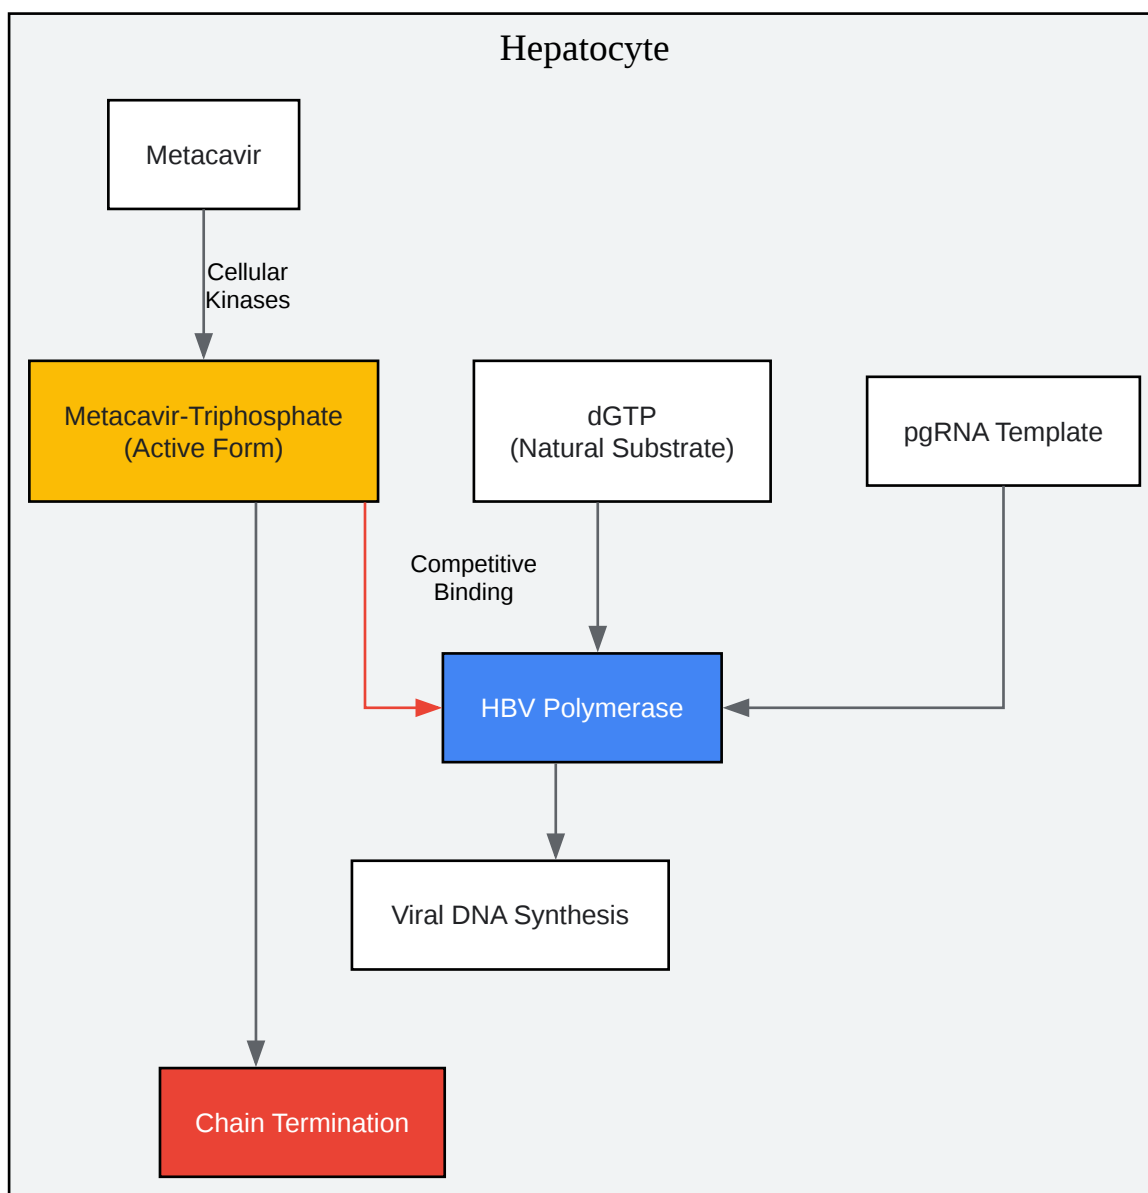 Hepatocyte
Metacavir
Cellular
Kinases
Metacavir-Triphosphate
(Active Form)
dGTP
(Natural Substrate)
pgRNA Template
Competitive
Binding
HBV Polymerase
Viral DNA Synthesis
Chain Termination